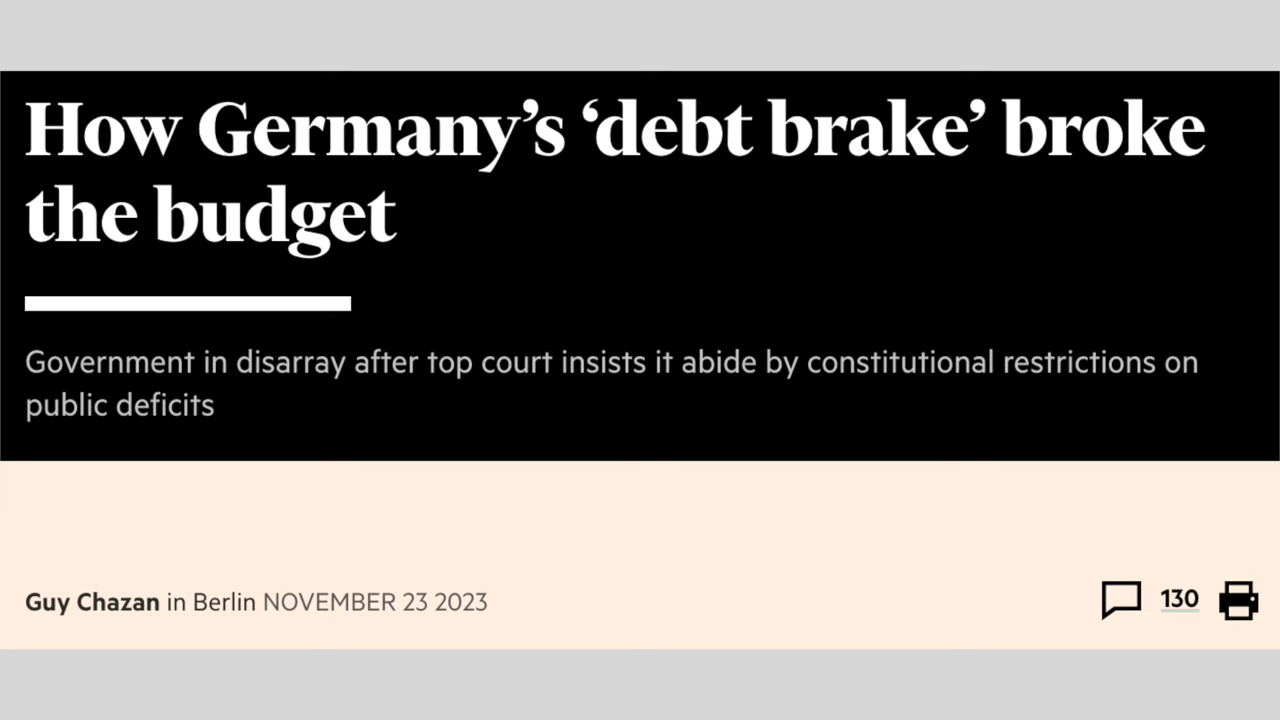 How Germany’s ‘debt brake’ broke
the budget
Government in disarray after top court insists it abide by constitutional restrictions on
public deficits
Guy Chazan in Berlin NOVEMBER 23 2023
130